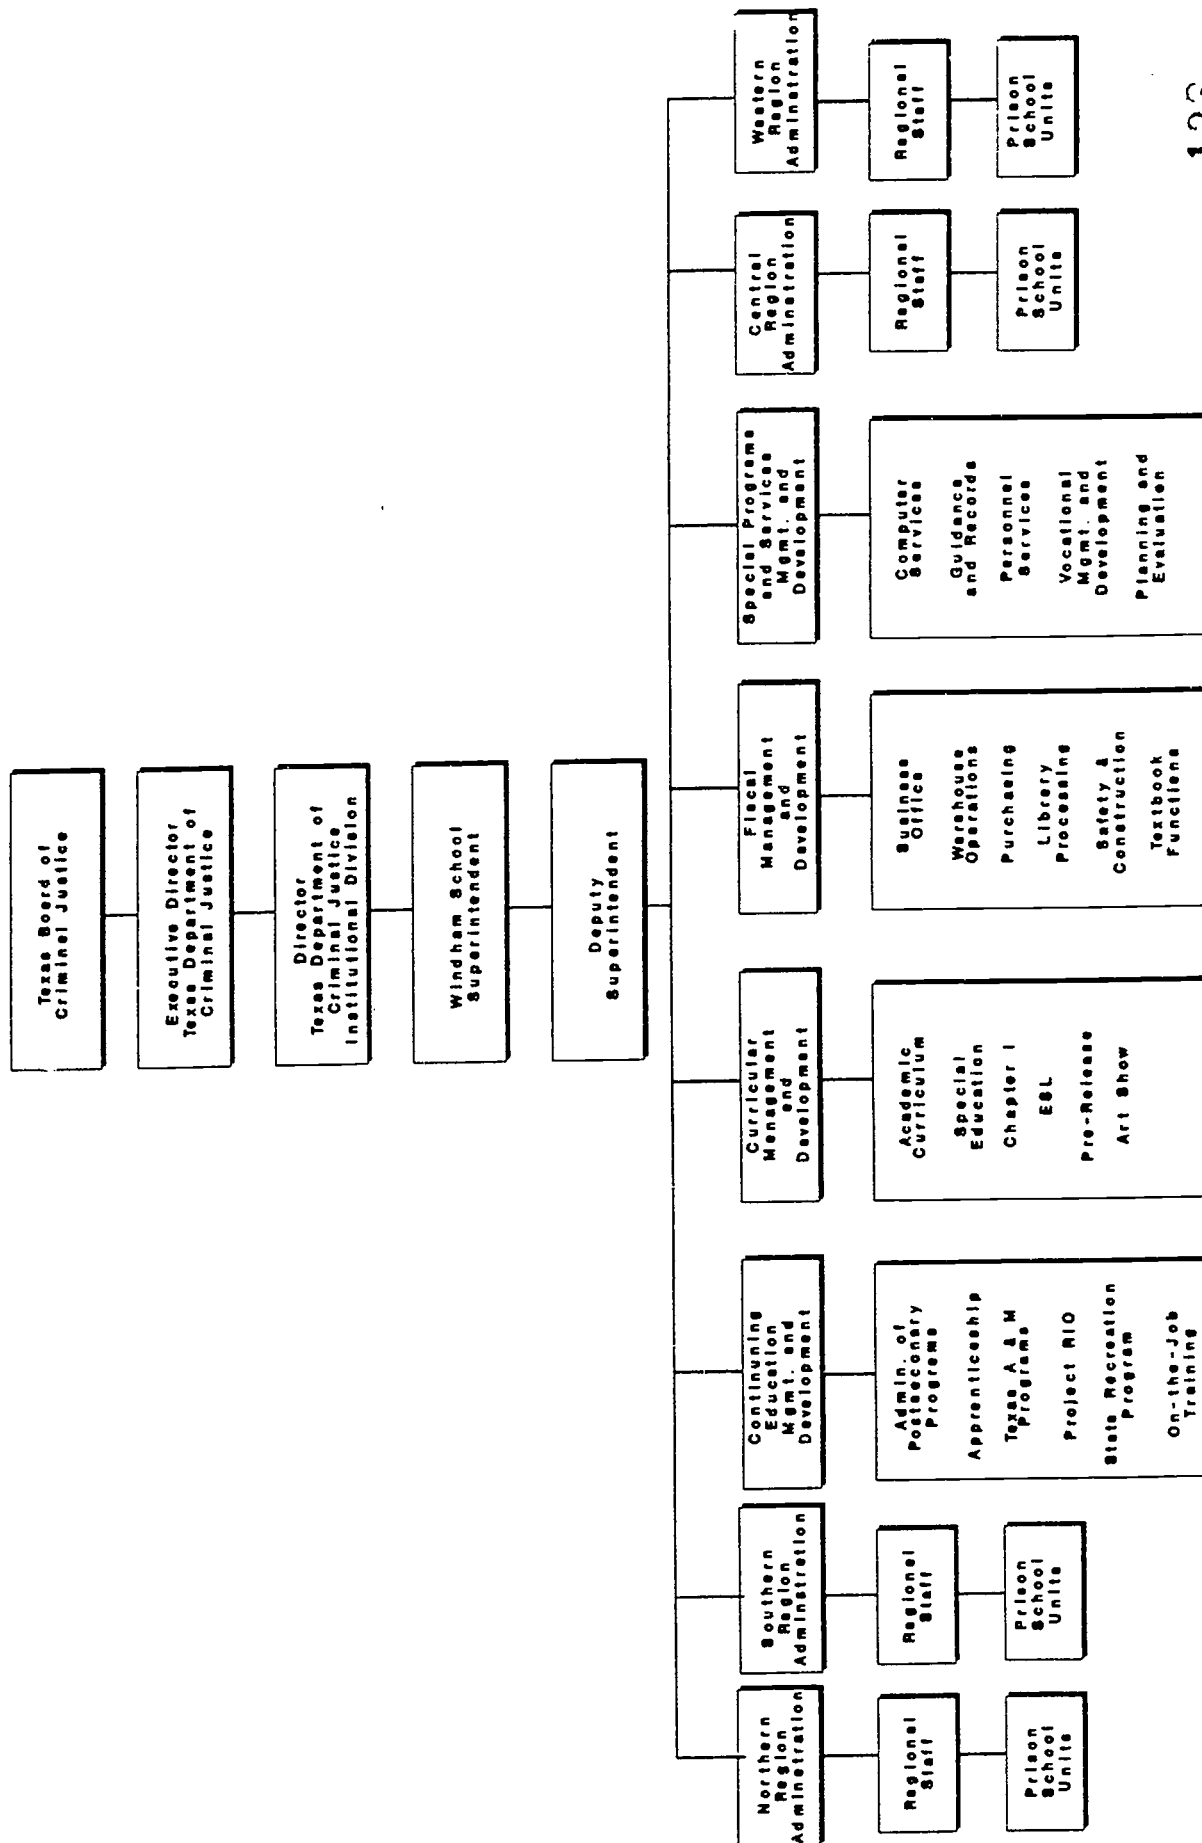 Texas Board of
Criminal Justice
Executive Director
Texas Department of
Criminal Justice
Director
Texas Department of
Criminal Justice
Institutional Division
Windham School
Superintendent
Deputy
Superintendent
Northern
Region
Adminstration
Regional
Staff
Prison
School
Units
Southern
Region
Adminstration
Regional
Staff
Prison
School
Units
Continuning
Education
Mgmt. and
Development
Admin. of
Postseconary
Programs
Apprenticeship
Texas A & M
Programs
Project RIO
State Recreation
Program
On-the-Job
Training
Curricular
Management
and
Development
Academic
Curriculum
Special
Education
Chapter I
ESL
Pre-Release
Art Show
Fiscal
Management
and
Development
Business
Office
Warehouse
Operations
Purchasing
Library
Processing
Safety &
Construction
Textbook
Functions
Special Programs
and Services
Mgmt. and
Development
Computer
Services
Guidance
and Records
Personnel
Services
Vocational
Mgmt. and
Development
Planning and
Evaluation
Central
Region
Adminstration
Regional
Staff
Prison
School
Units
Western
Region
Adminstration
Regional
Staff
Prison
School
Units